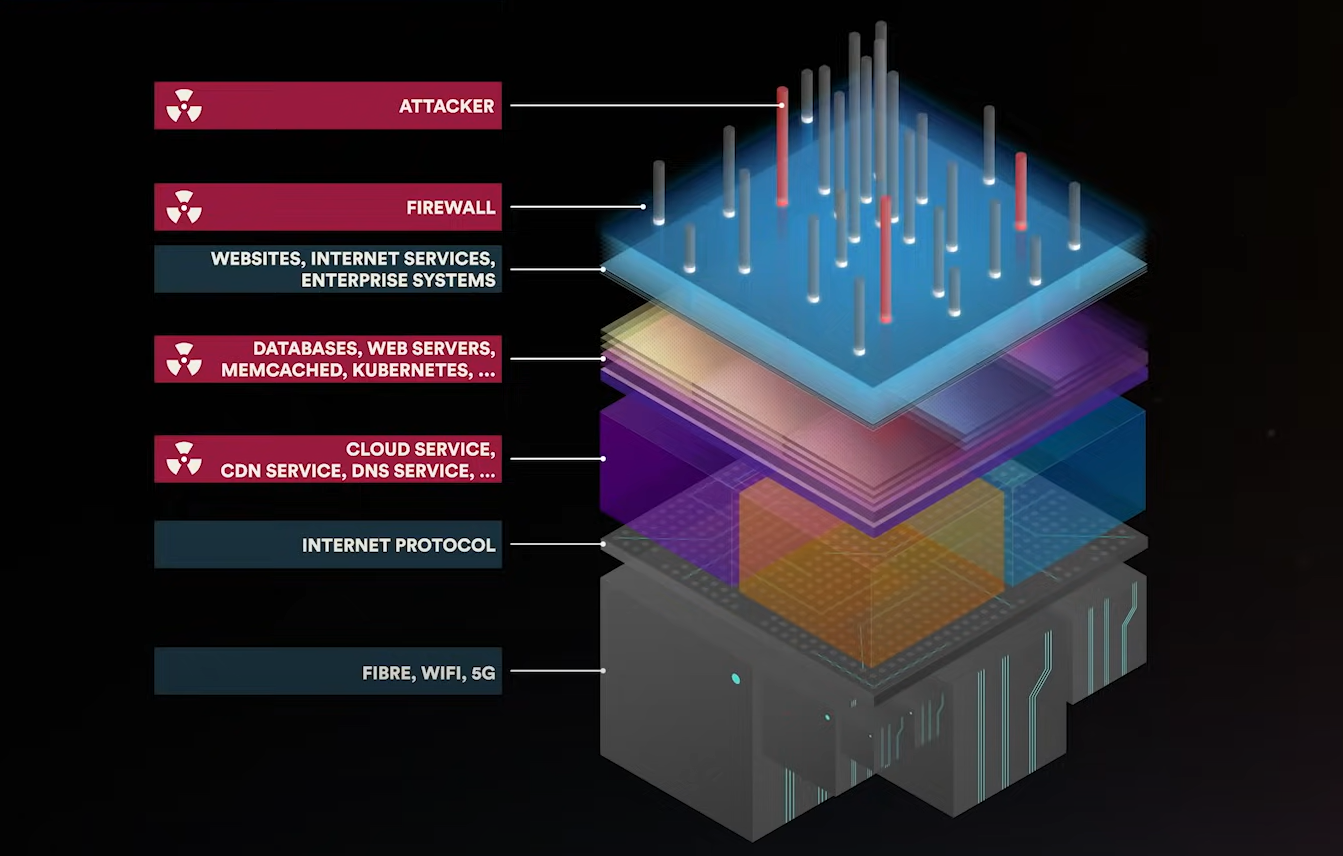 ATTACKER
FIREWALL
WEBSITES, INTERNET SERVICES,
ENTERPRISE SYSTEMS
DATABASES, WEB SERVERS,
MEMCACHED, KUBERNETES, ...
CLOUD SERVICE,
CDN SERVICE, DNS SERVICE, ...
INTERNET PROTOCOL
FIBRE, WIFI, 5G